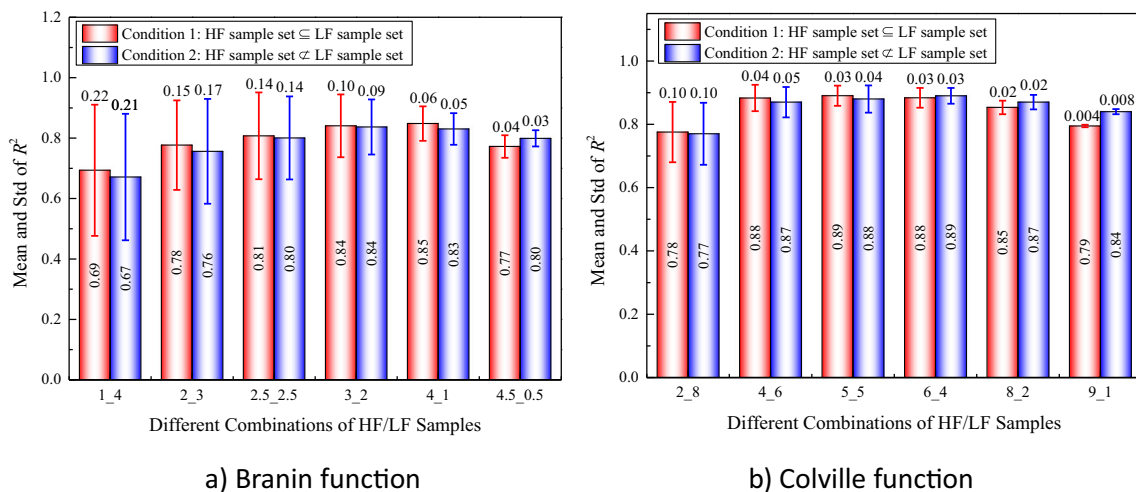 Condition 1: HF sample set ⊆ LF sample set
Condition 2: HF sample set ⊄ LF sample set
Mean and Std of R²
1.2
1.0
0.8
0.6
0.4
0.2
0.0
0.22 0.21 0.15 0.17 0.14 0.14 0.10 0.09 0.06 0.05 0.04 0.03
0.69 0.67 0.78 0.76 0.81 0.80 0.84 0.84 0.85 0.83 0.77 0.80
1_4 2_3 2.5_2.5 3_2 4_1 4.5_0.5
Different Combinations of HF/LF Samples
a) Branin function
Condition 1: HF sample set ⊆ LF sample set
Condition 2: HF sample set ⊄ LF sample set
Mean and Std of R²
1.0
0.8
0.6
0.4
0.2
0.0
0.10 0.10 0.04 0.05 0.03 0.04 0.03 0.03 0.02 0.02 0.004 0.008
0.78 0.77 0.88 0.87 0.89 0.88 0.88 0.89 0.85 0.87 0.79 0.84
2_8 4_6 5_5 6_4 8_2 9_1
Different Combinations of HF/LF Samples
b) Colville function